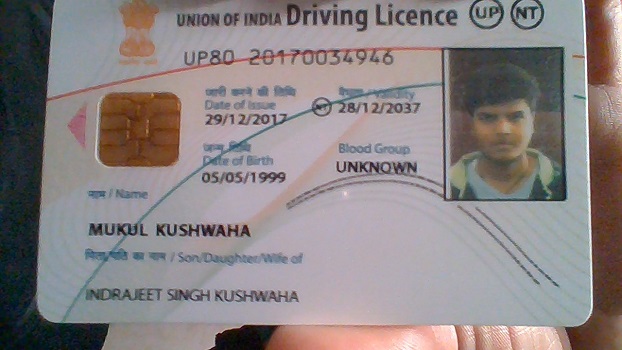 UNION OF INDIA Driving Licence UP NT
UP80 20170034946
जारी करने की तिथि वैधता / Validity
Date of Issue NT 28/12/2037
29/12/2017
जन्म तिथि Blood Group
Date of Birth UNKNOWN
05/05/1999
नाम / Name
MUKUL KUSHWAHA
पिता/पति का नाम / Son/Daughter/Wife of
INDRAJEET SINGH KUSHWAHA